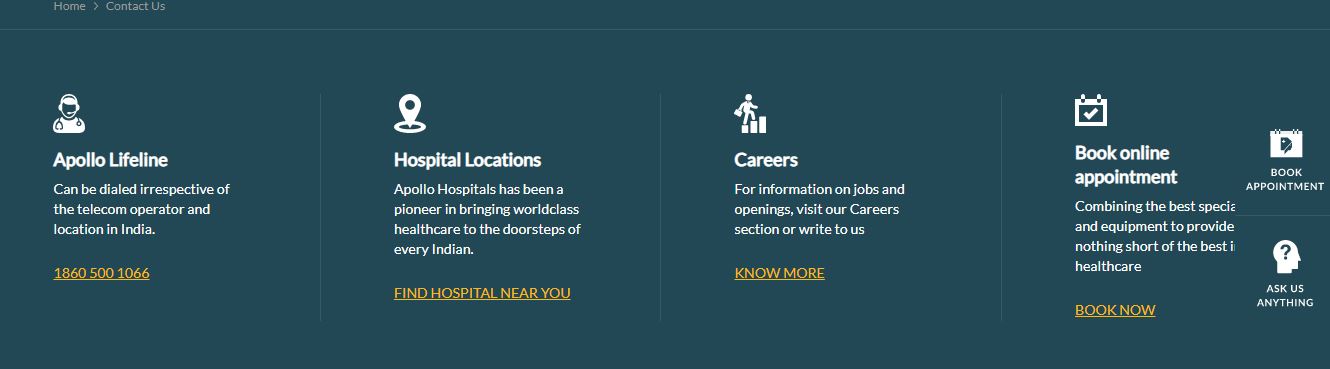 Home > Contact Us
Apollo Lifeline
Can be dialed irrespective of
the telecom operator and
location in India.
1860 500 1066
Hospital Locations
Apollo Hospitals has been a
pioneer in bringing worldclass
healthcare to the doorsteps of
every Indian.
FIND HOSPITAL NEAR YOU
Careers
For information on jobs and
openings, visit our Careers
section or write to us
KNOW MORE
Book online
appointment
Combining the best
and equipment to provide
nothing short of the best
healthcare
BOOK NOW
BOOK
APPOINTMENT
ASK US
ANYTHING